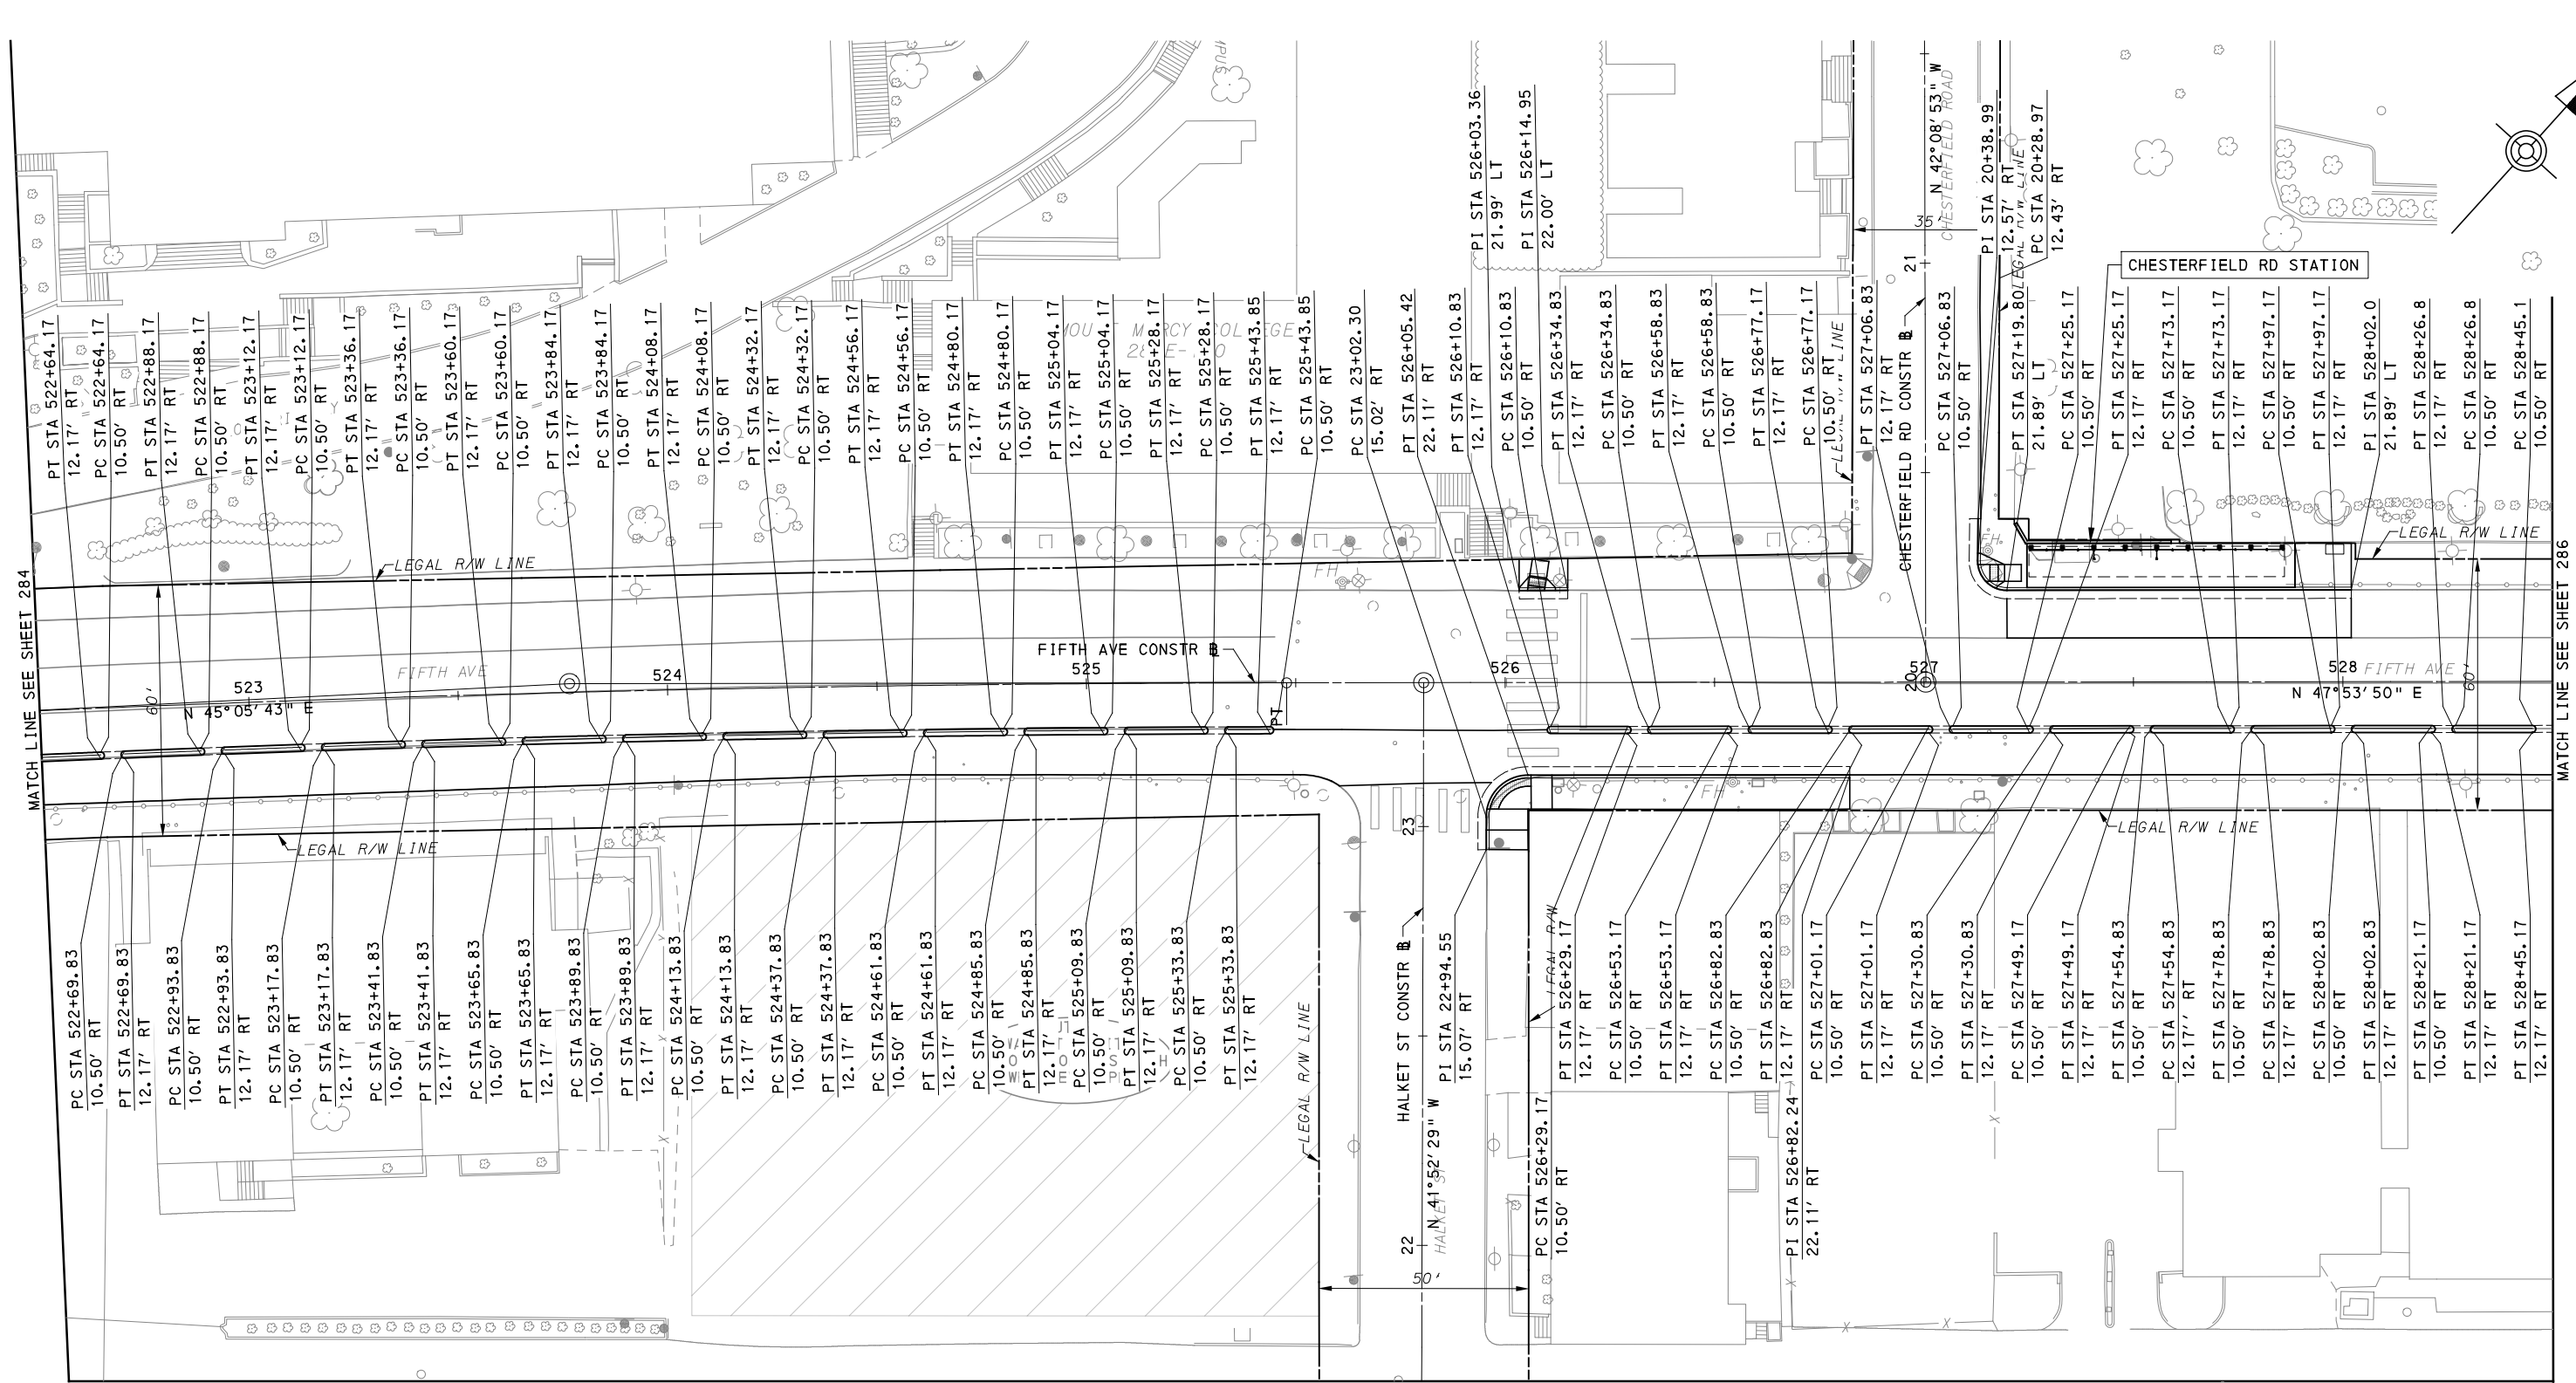 PI STA 526+03.36
21.99' LT
PI STA 526+14.95
22.00' LT
N 42°08'53" W
CHESTERFIELD ROAD
PI STA 20+38.99
12.57' RT
LEGAL R/W LINE
PC STA 20+28.97
12.43' RT
35'
21
CHESTERFIELD RD STATION
PT STA 522+64.17
12.17' RT
PC STA 522+64.17
10.50' RT
PT STA 522+88.17
12.17' RT
PC STA 522+88.17
10.50' RT
PT STA 523+12.17
12.17' RT
PC STA 523+12.17
10.50' RT
PT STA 523+36.17
12.17' RT
PC STA 523+36.17
10.50' RT
PT STA 523+60.17
12.17' RT
PC STA 523+60.17
10.50' RT
PT STA 523+84.17
12.17' RT
PC STA 523+84.17
10.50' RT
PT STA 524+08.17
12.17' RT
PC STA 524+08.17
10.50' RT
PT STA 524+32.17
12.17' RT
PC STA 524+32.17
10.50' RT
PT STA 524+56.17
12.17' RT
PC STA 524+56.17
10.50' RT
PT STA 524+80.17
12.17' RT
PC STA 524+80.17
10.50' RT
PT STA 525+04.17
12.17' RT
PC STA 525+04.17
10.50' RT
PT STA 525+28.17
12.17' RT
PC STA 525+28.17
10.50' RT
PT STA 525+43.85
12.17' RT
PC STA 525+43.85
10.50' RT
PC STA 23+02.30
15.02' RT
PT STA 526+05.42
22.11' RT
PT STA 526+10.83
12.17' RT
PC STA 526+10.83
10.50' RT
PT STA 526+34.83
12.17' RT
PC STA 526+34.83
10.50' RT
PT STA 526+58.83
12.17' RT
PC STA 526+58.83
10.50' RT
PT STA 526+77.17
12.17' RT
PC STA 526+77.17
10.50' RT
LEGAL R/W LINE
PT STA 527+06.83
12.17' RT
CHESTERFIELD RD CONSTR B
PC STA 527+06.83
10.50' RT
PT STA 527+19.80
21.89' LT
PC STA 527+25.17
10.50' RT
PT STA 527+25.17
12.17' RT
PC STA 527+73.17
10.50' RT
PT STA 527+73.17
12.17' RT
PC STA 527+97.17
10.50' RT
PT STA 527+97.17
12.17' RT
PI STA 528+02.0
21.89' LT
PT STA 528+26.8
12.17' RT
PC STA 528+26.8
10.50' RT
PC STA 528+45.1
10.50' RT
LEGAL R/W LINE
LEGAL R/W LINE
FH
FH
MATCH LINE SEE SHEET 284
MATCH LINE SEE SHEET 286
60'
FIFTH AVE
523
N 45°05'43" E
524
FIFTH AVE CONSTR B
525
PT
526
527
20
528
FIFTH AVE
N 47°53'50" E
60'
LEGAL R/W LINE
23
FH
LEGAL R/W LINE
PC STA 522+69.83
10.50' RT
PT STA 522+69.83
12.17' RT
PC STA 522+93.83
10.50' RT
PT STA 522+93.83
12.17' RT
PC STA 523+17.83
10.50' RT
PT STA 523+17.83
12.17' RT
PC STA 523+41.83
10.50' RT
PT STA 523+41.83
12.17' RT
PC STA 523+65.83
10.50' RT
PT STA 523+65.83
12.17' RT
PC STA 523+89.83
10.50' RT
PT STA 523+89.83
12.17' RT
PC STA 524+13.83
10.50' RT
PT STA 524+13.83
12.17' RT
PC STA 524+37.83
10.50' RT
PT STA 524+37.83
12.17' RT
PC STA 524+61.83
10.50' RT
PT STA 524+61.83
12.17' RT
PC STA 524+85.83
10.50' RT
PT STA 524+85.83
12.17' RT
PC STA 525+09.83
10.50' RT
PT STA 525+09.83
12.17' RT
PC STA 525+33.83
10.50' RT
PT STA 525+33.83
12.17' RT
LEGAL R/W LINE
HALKET ST CONSTR B
N 41°52'29" W
PI STA 22+94.55
15.07' RT
LEGAL R/W
PT STA 526+29.17
12.17' RT
PC STA 526+53.17
10.50' RT
PT STA 526+53.17
12.17' RT
PC STA 526+82.83
10.50' RT
PT STA 526+82.83
12.17' RT
PC STA 527+01.17
10.50' RT
PT STA 527+01.17
12.17' RT
PC STA 527+30.83
10.50' RT
PT STA 527+30.83
12.17' RT
PC STA 527+49.17
10.50' RT
PT STA 527+49.17
12.17' RT
PT STA 527+54.83
10.50' RT
PC STA 527+54.83
12.17'' RT
PT STA 527+78.83
10.50' RT
PC STA 527+78.83
12.17' RT
PT STA 528+02.83
10.50' RT
PC STA 528+02.83
12.17' RT
PT STA 528+21.17
10.50' RT
PT STA 528+21.17
12.17' RT
PT STA 528+45.17
12.17' RT
PC STA 526+29.17
10.50' RT
PI STA 526+82.24
22.11' RT
22
50'